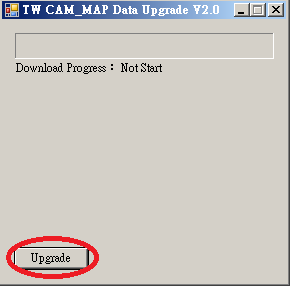 TW CAM_MAP Data Upgrade V2.0
Download Progress： Not Start
Upgrade